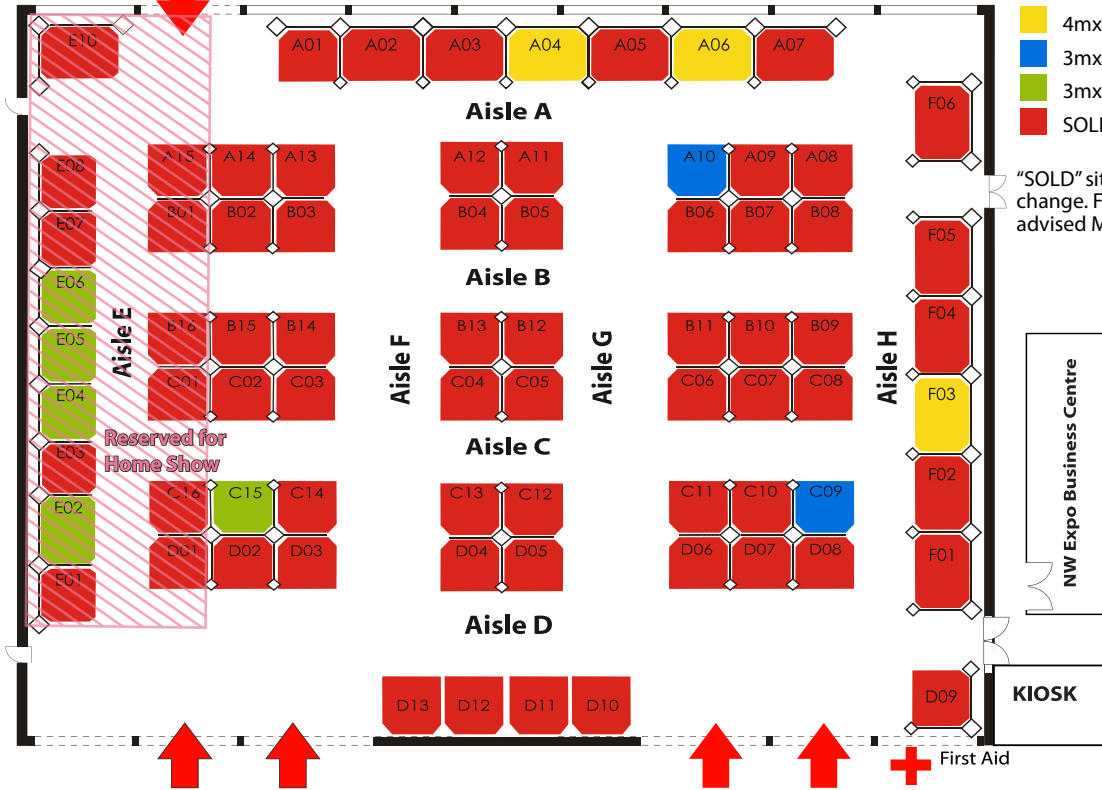 E10
A01 A02 A03 A04 A05 A06 A07
4mx
3mx
3mx
SOLD
"SOLD" sit
change. F
advised M
Aisle A
F06
E08 A15 A14 A13 A12 A11 A10 A09 A08
E07 B01 B02 B03 B04 B05 B06 B07 B08
F05
Aisle B
E06
E05
Aisle E
B16 B15 B14 B13 B12 B11 B10 B09
F04
Aisle F
Aisle G
Aisle H
E04 C01 C02 C03 C04 C05 C06 C07 C08
F03
NW Expo Business Centre
Reserved for
Home Show
Aisle C
E03
F02
E02 C16 C15 C14 C13 C12 C11 C10 C09
E01 D01 D02 D03 D04 D05 D06 D07 D08
F01
Aisle D
D13 D12 D11 D10
D09
KIOSK
First Aid